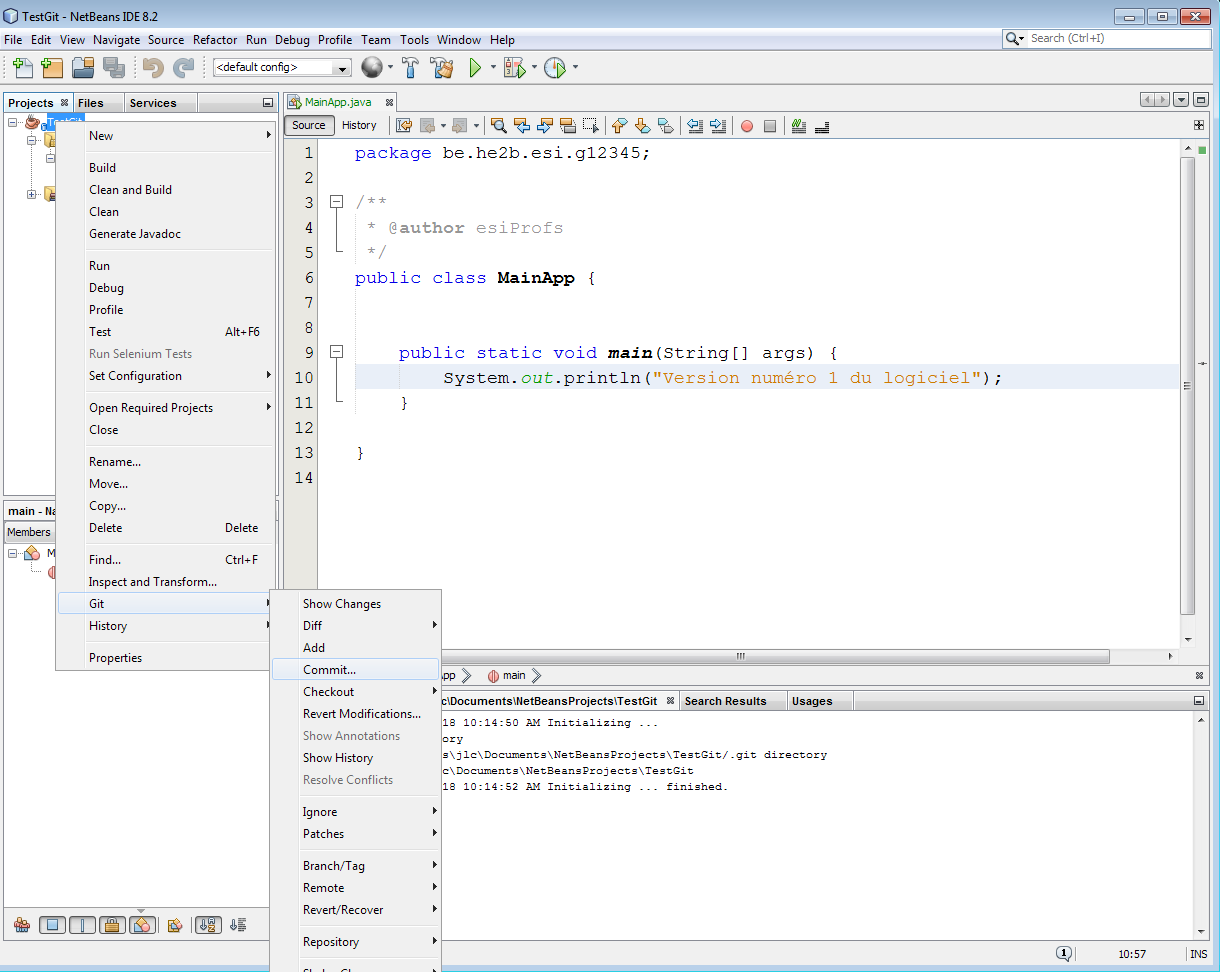 TestGit - NetBeans IDE 8.2
File Edit View Navigate Source Refactor Run Debug Profile Team Tools Window Help
Search (Ctrl+I)
<default config>
Projects Files Services
TestGit
New
Build
Clean and Build
Clean
Generate Javadoc
Run
Debug
Profile
Test Alt+F6
Run Selenium Tests
Set Configuration
Open Required Projects
Close
Rename...
Move...
Copy...
Delete Delete
Find... Ctrl+F
Inspect and Transform...
Git
History
Properties
main - Na
Members
M
Show Changes
Diff
Add
Commit...
Checkout
Revert Modifications...
Show Annotations
Show History
Resolve Conflicts
Ignore
Patches
Branch/Tag
Remote
Revert/Recover
Repository
MainApp.java
Source History
1 package be.he2b.esi.g12345;
2
3 /**
4 * @author esiProfs
5 */
6 public class MainApp {
7
8
9 public static void main(String[] args) {
10 System.out.println("Version numéro 1 du logiciel");
11 }
12
13 }
14
pp main
c\Documents\NetBeansProjects\TestGit Search Results Usages
18 10:14:50 AM Initializing ...
ory
s\jlc\Documents\NetBeansProjects\TestGit/.git directory
c\Documents\NetBeansProjects\TestGit
18 10:14:52 AM Initializing ... finished.
1 10:57 INS